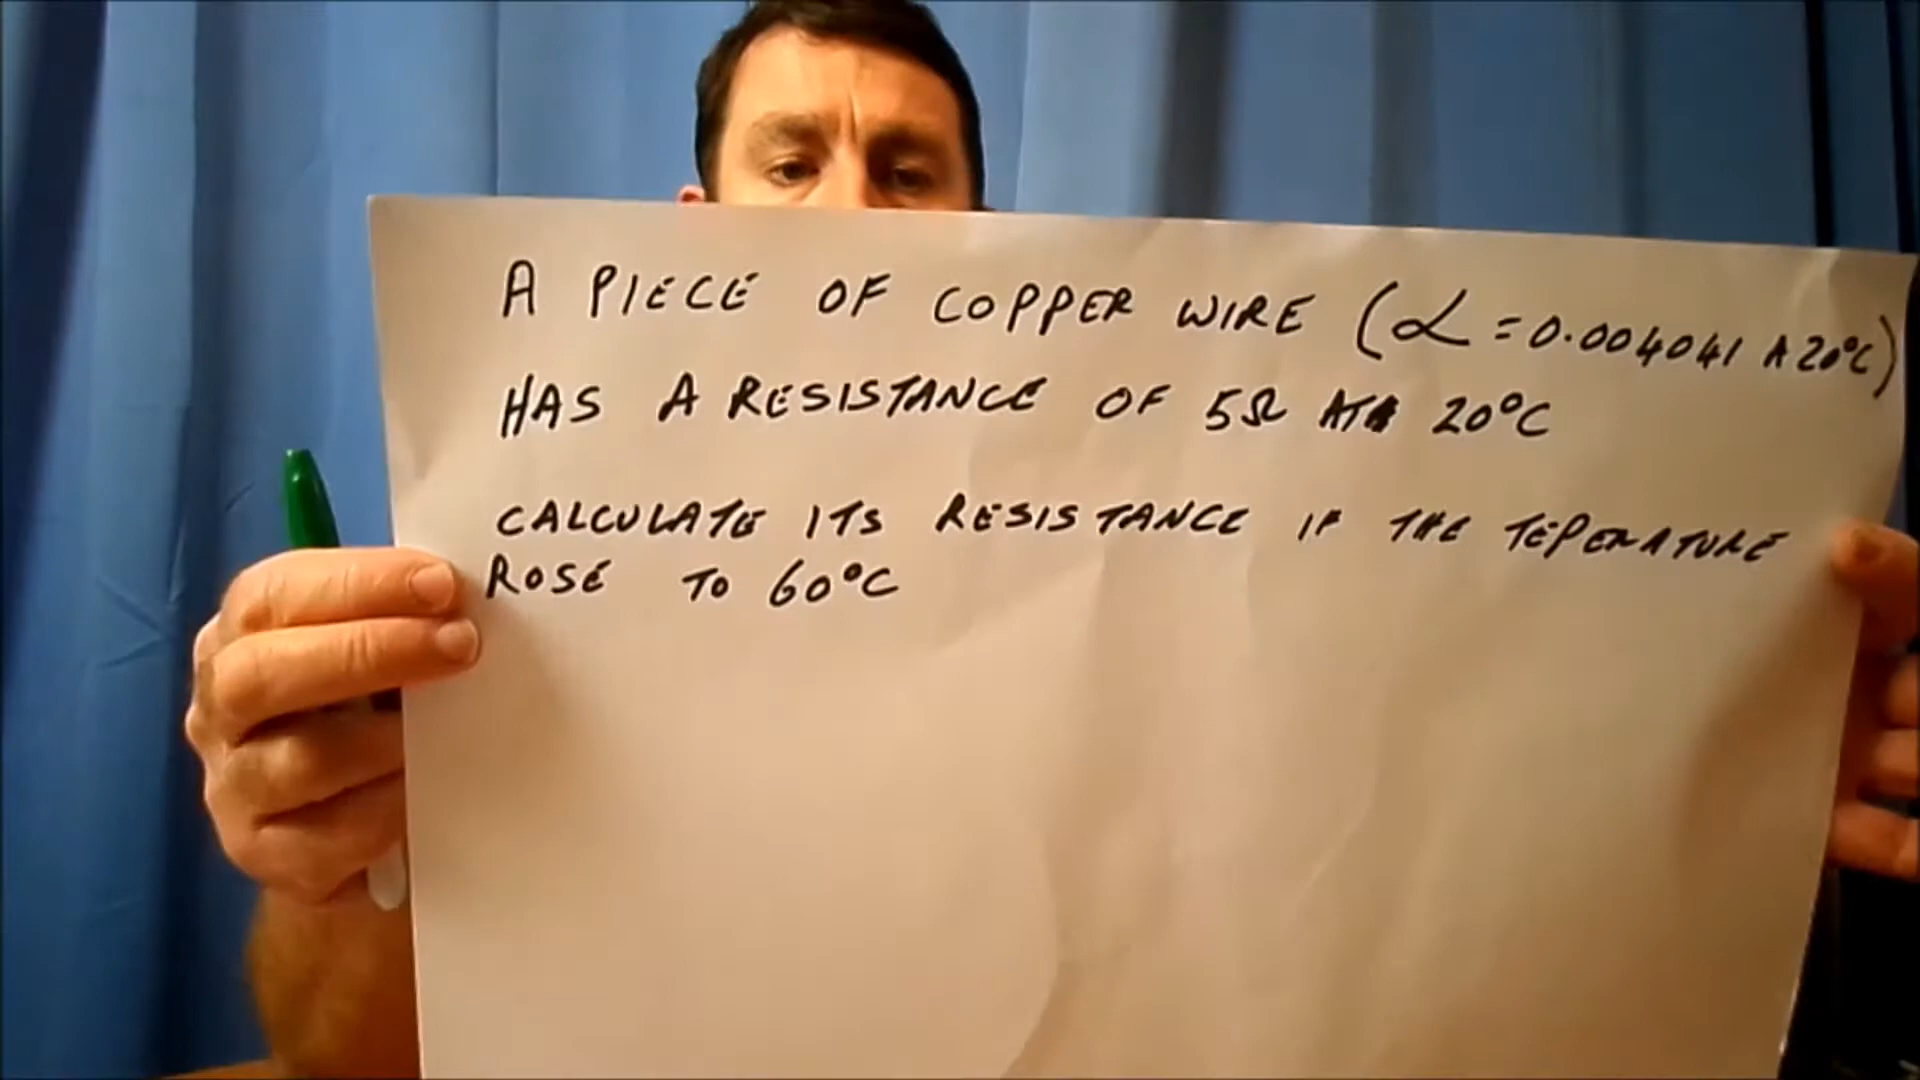 A PIECE OF COPPER WIRE (α = 0.004041 A 20°C)
HAS A RESISTANCE OF 5Ω AT 20°C
CALCULATE ITS RESISTANCE IF THE TEPERATURE
ROSE TO 60°C